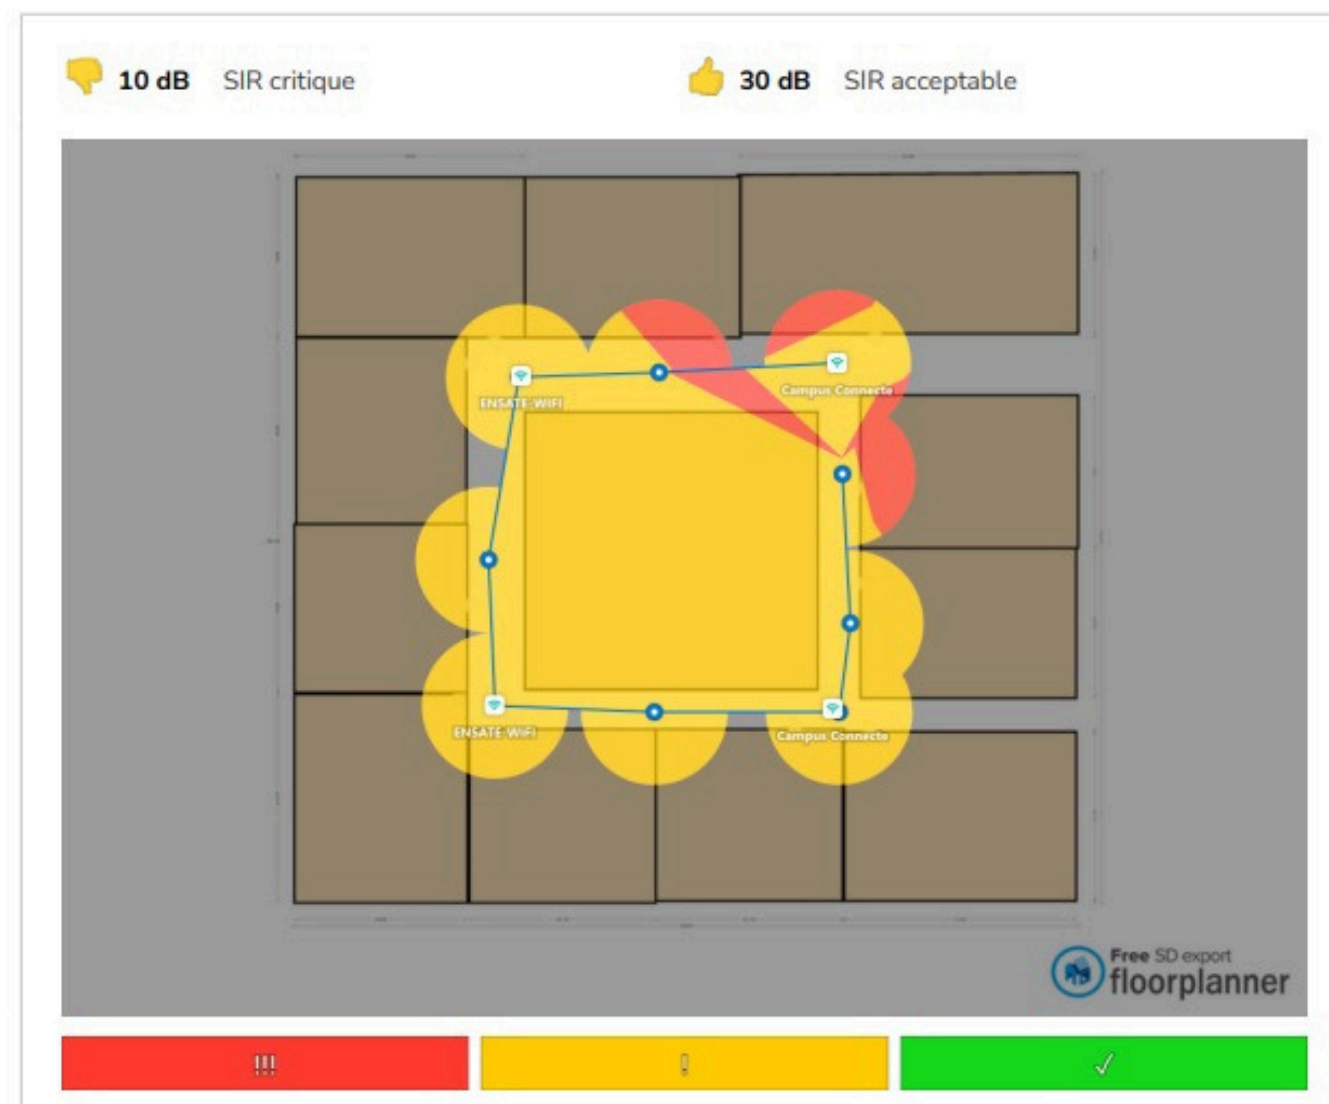 10 dB SIR critique
30 dB SIR acceptable
ENSATE-WIFI
Campus Connecte
ENSATE-WIFI
Campus Connecte
Free SD export
floorplanner
!!!
!
✓